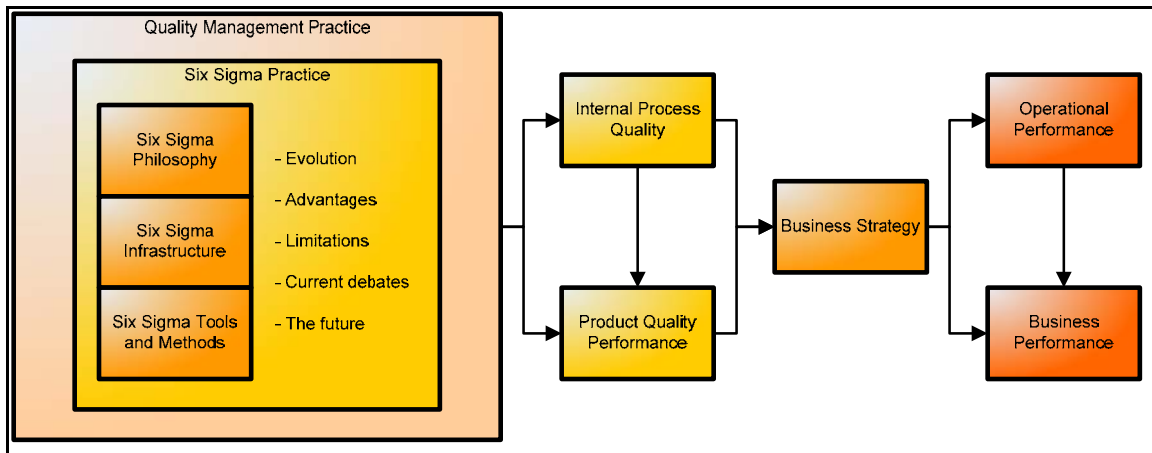 Quality Management Practice
Six Sigma Practice
Six Sigma
Philosophy
Six Sigma
Infrastructure
Six Sigma Tools
and Methods
- Evolution
- Advantages
- Limitations
- Current debates
- The future
Internal Process
Quality
Product Quality
Performance
Business Strategy
Operational
Performance
Business
Performance